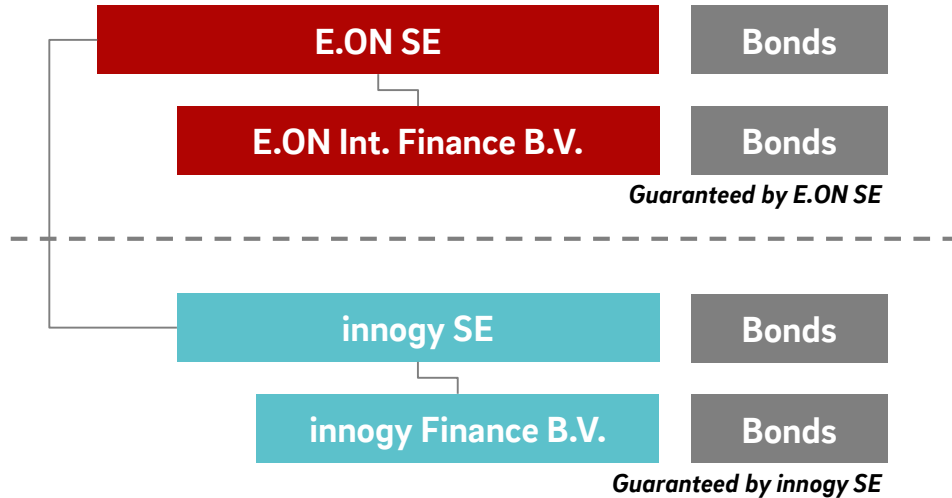 E.ON SE Bonds
E.ON Int. Finance B.V. Bonds
Guaranteed by E.ON SE
innogy SE Bonds
innogy Finance B.V. Bonds
Guaranteed by innogy SE